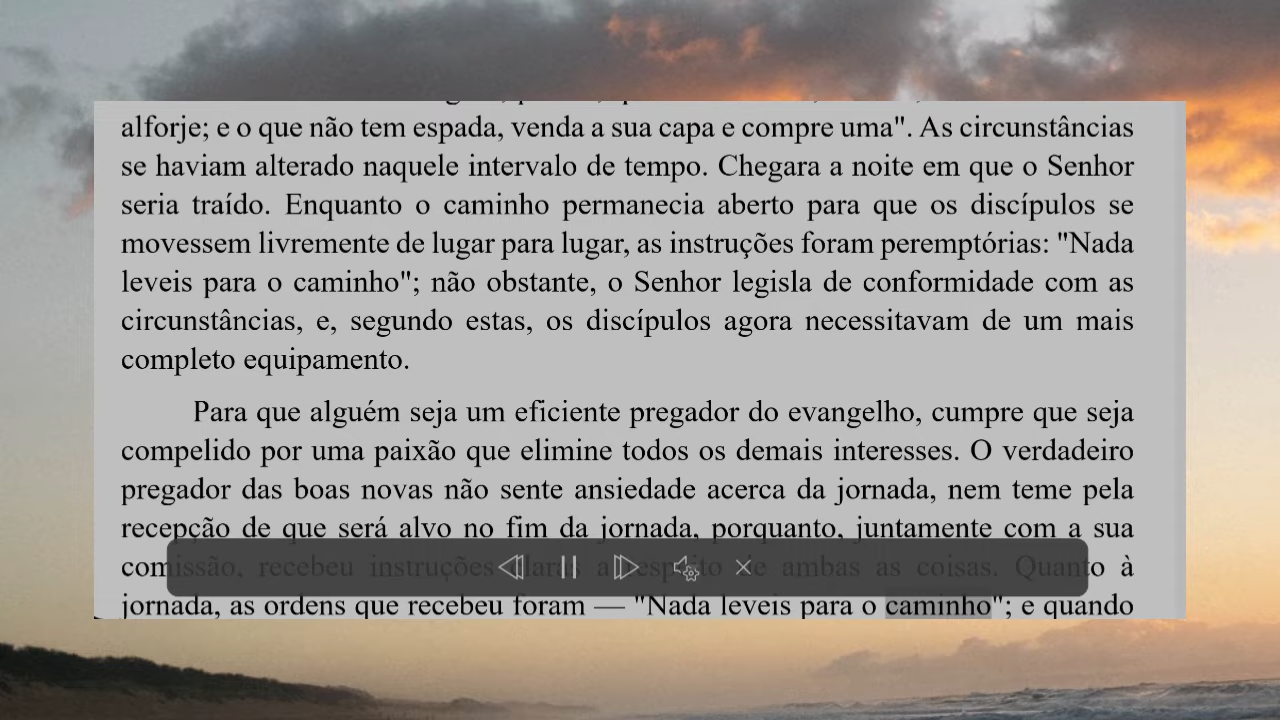 alforje; e o que não tem espada, venda a sua capa e compre uma". As circunstâncias
se haviam alterado naquele intervalo de tempo. Chegara a noite em que o Senhor
seria traído. Enquanto o caminho permanecia aberto para que os discípulos se
movessem livremente de lugar para lugar, as instruções foram peremptórias: "Nada
leveis para o caminho"; não obstante, o Senhor legisla de conformidade com as
circunstâncias, e, segundo estas, os discípulos agora necessitavam de um mais
completo equipamento.
Para que alguém seja um eficiente pregador do evangelho, cumpre que seja
compelido por uma paixão que elimine todos os demais interesses. O verdadeiro
pregador das boas novas não sente ansiedade acerca da jornada, nem teme pela
recepção de que será alvo no fim da jornada, porquanto, juntamente com a sua
comissão, recebeu instruções claras a respeito de ambas as coisas. Quanto à
jornada, as ordens que recebeu foram — "Nada leveis para o caminho"; e quando